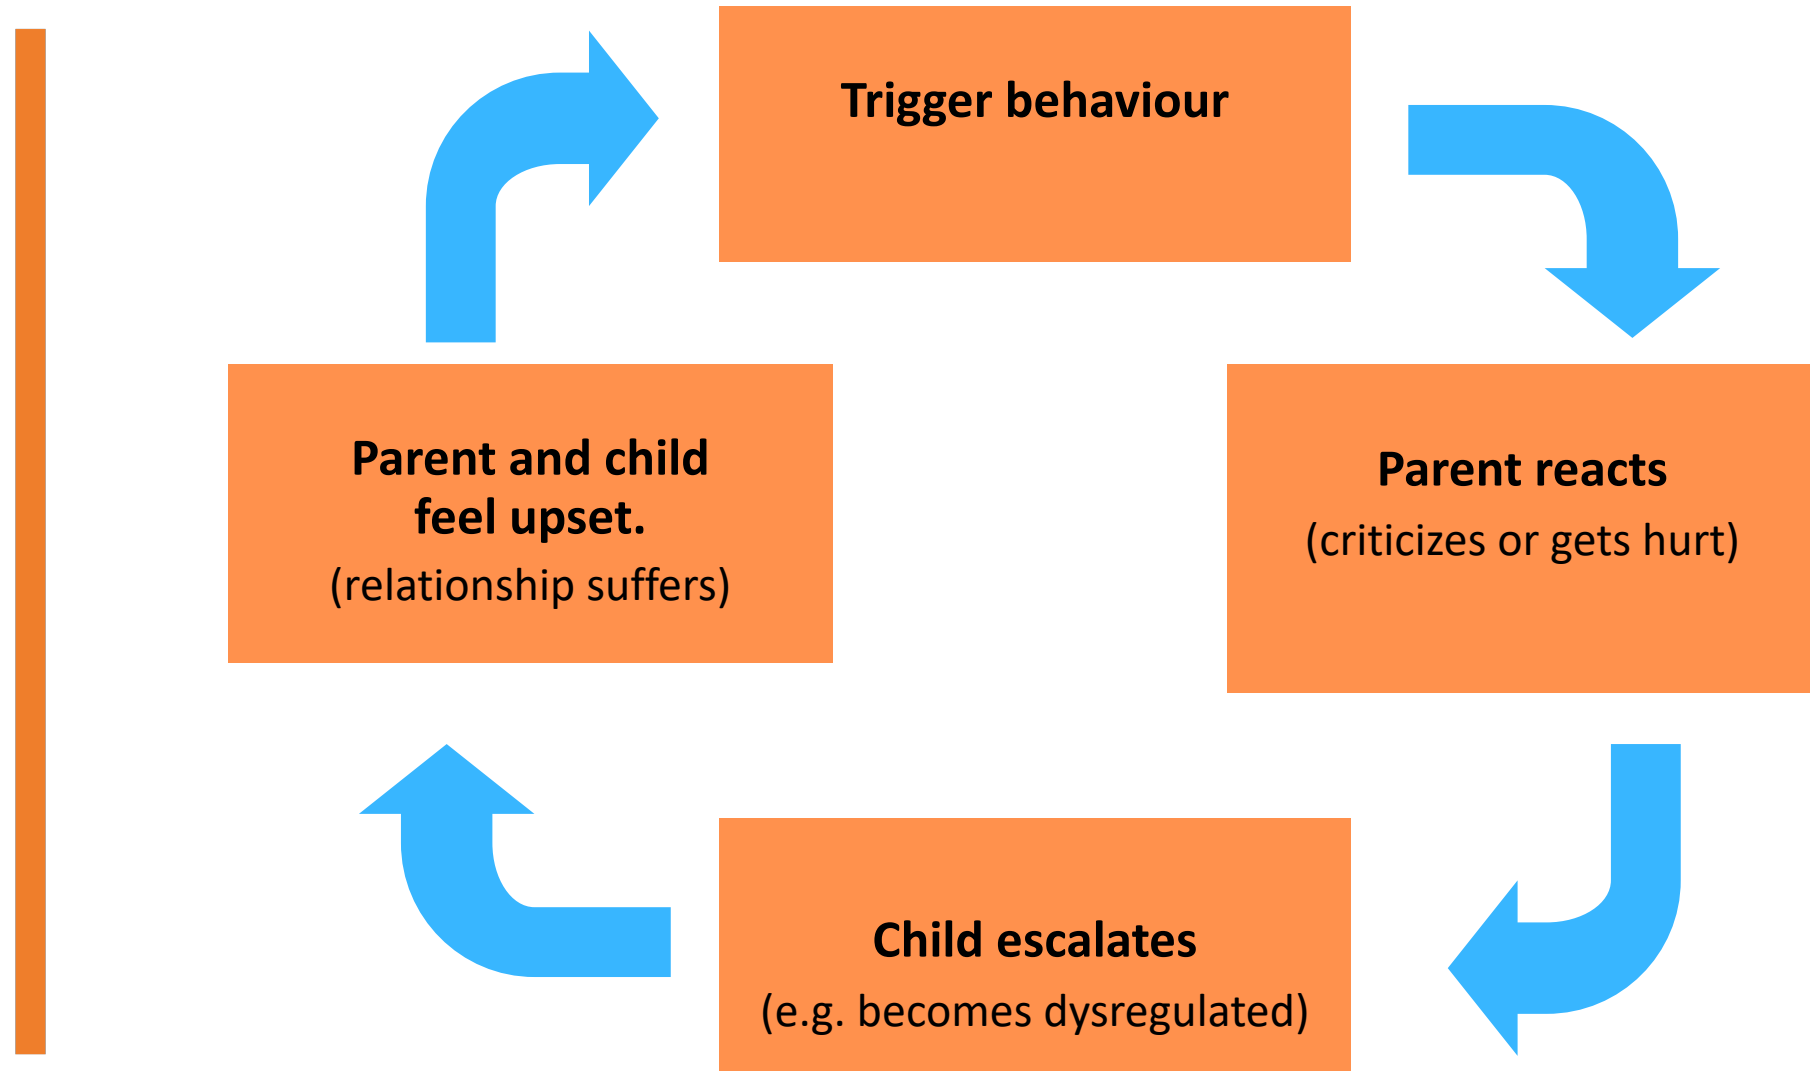 Trigger behaviour
Parent reacts
(criticizes or gets hurt)
Child escalates
(e.g. becomes dysregulated)
Parent and child
feel upset.
(relationship suffers)